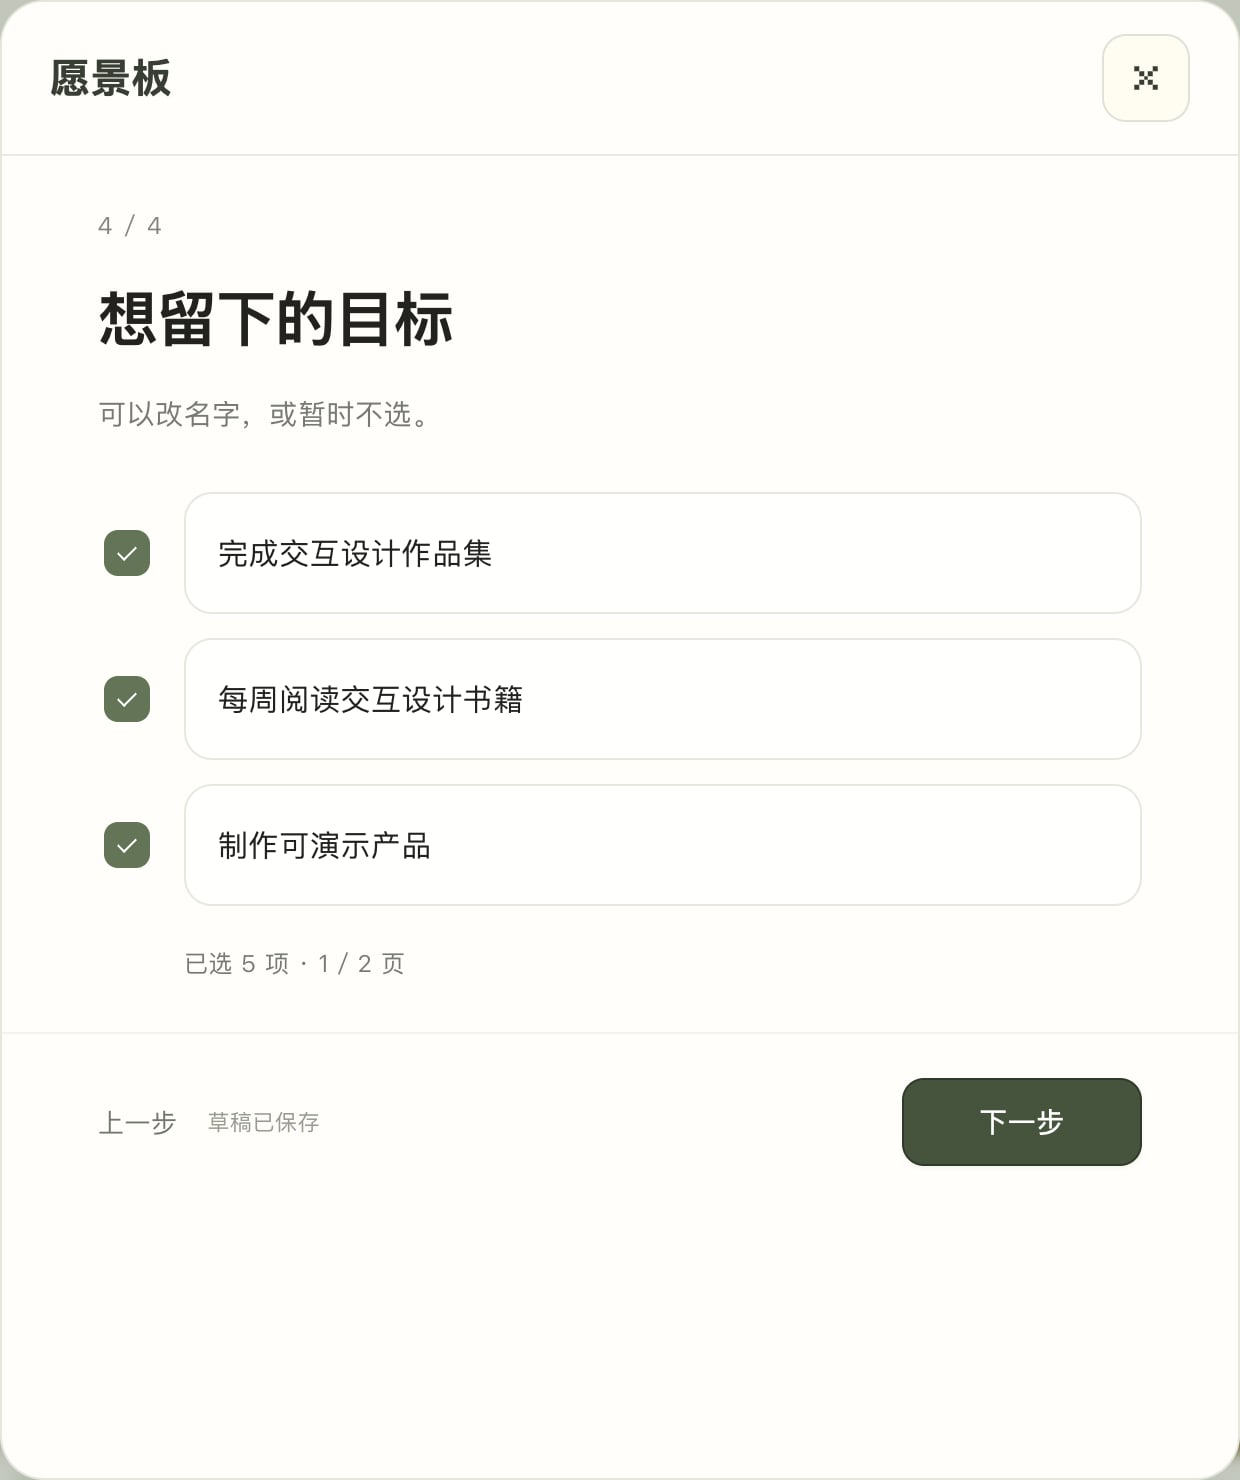 愿景板
4 / 4
想留下的目标
可以改名字，或暂时不选。
完成交互设计作品集
每周阅读交互设计书籍
制作可演示产品
已选 5 项 · 1 / 2 页
上一步 草稿已保存 下一步